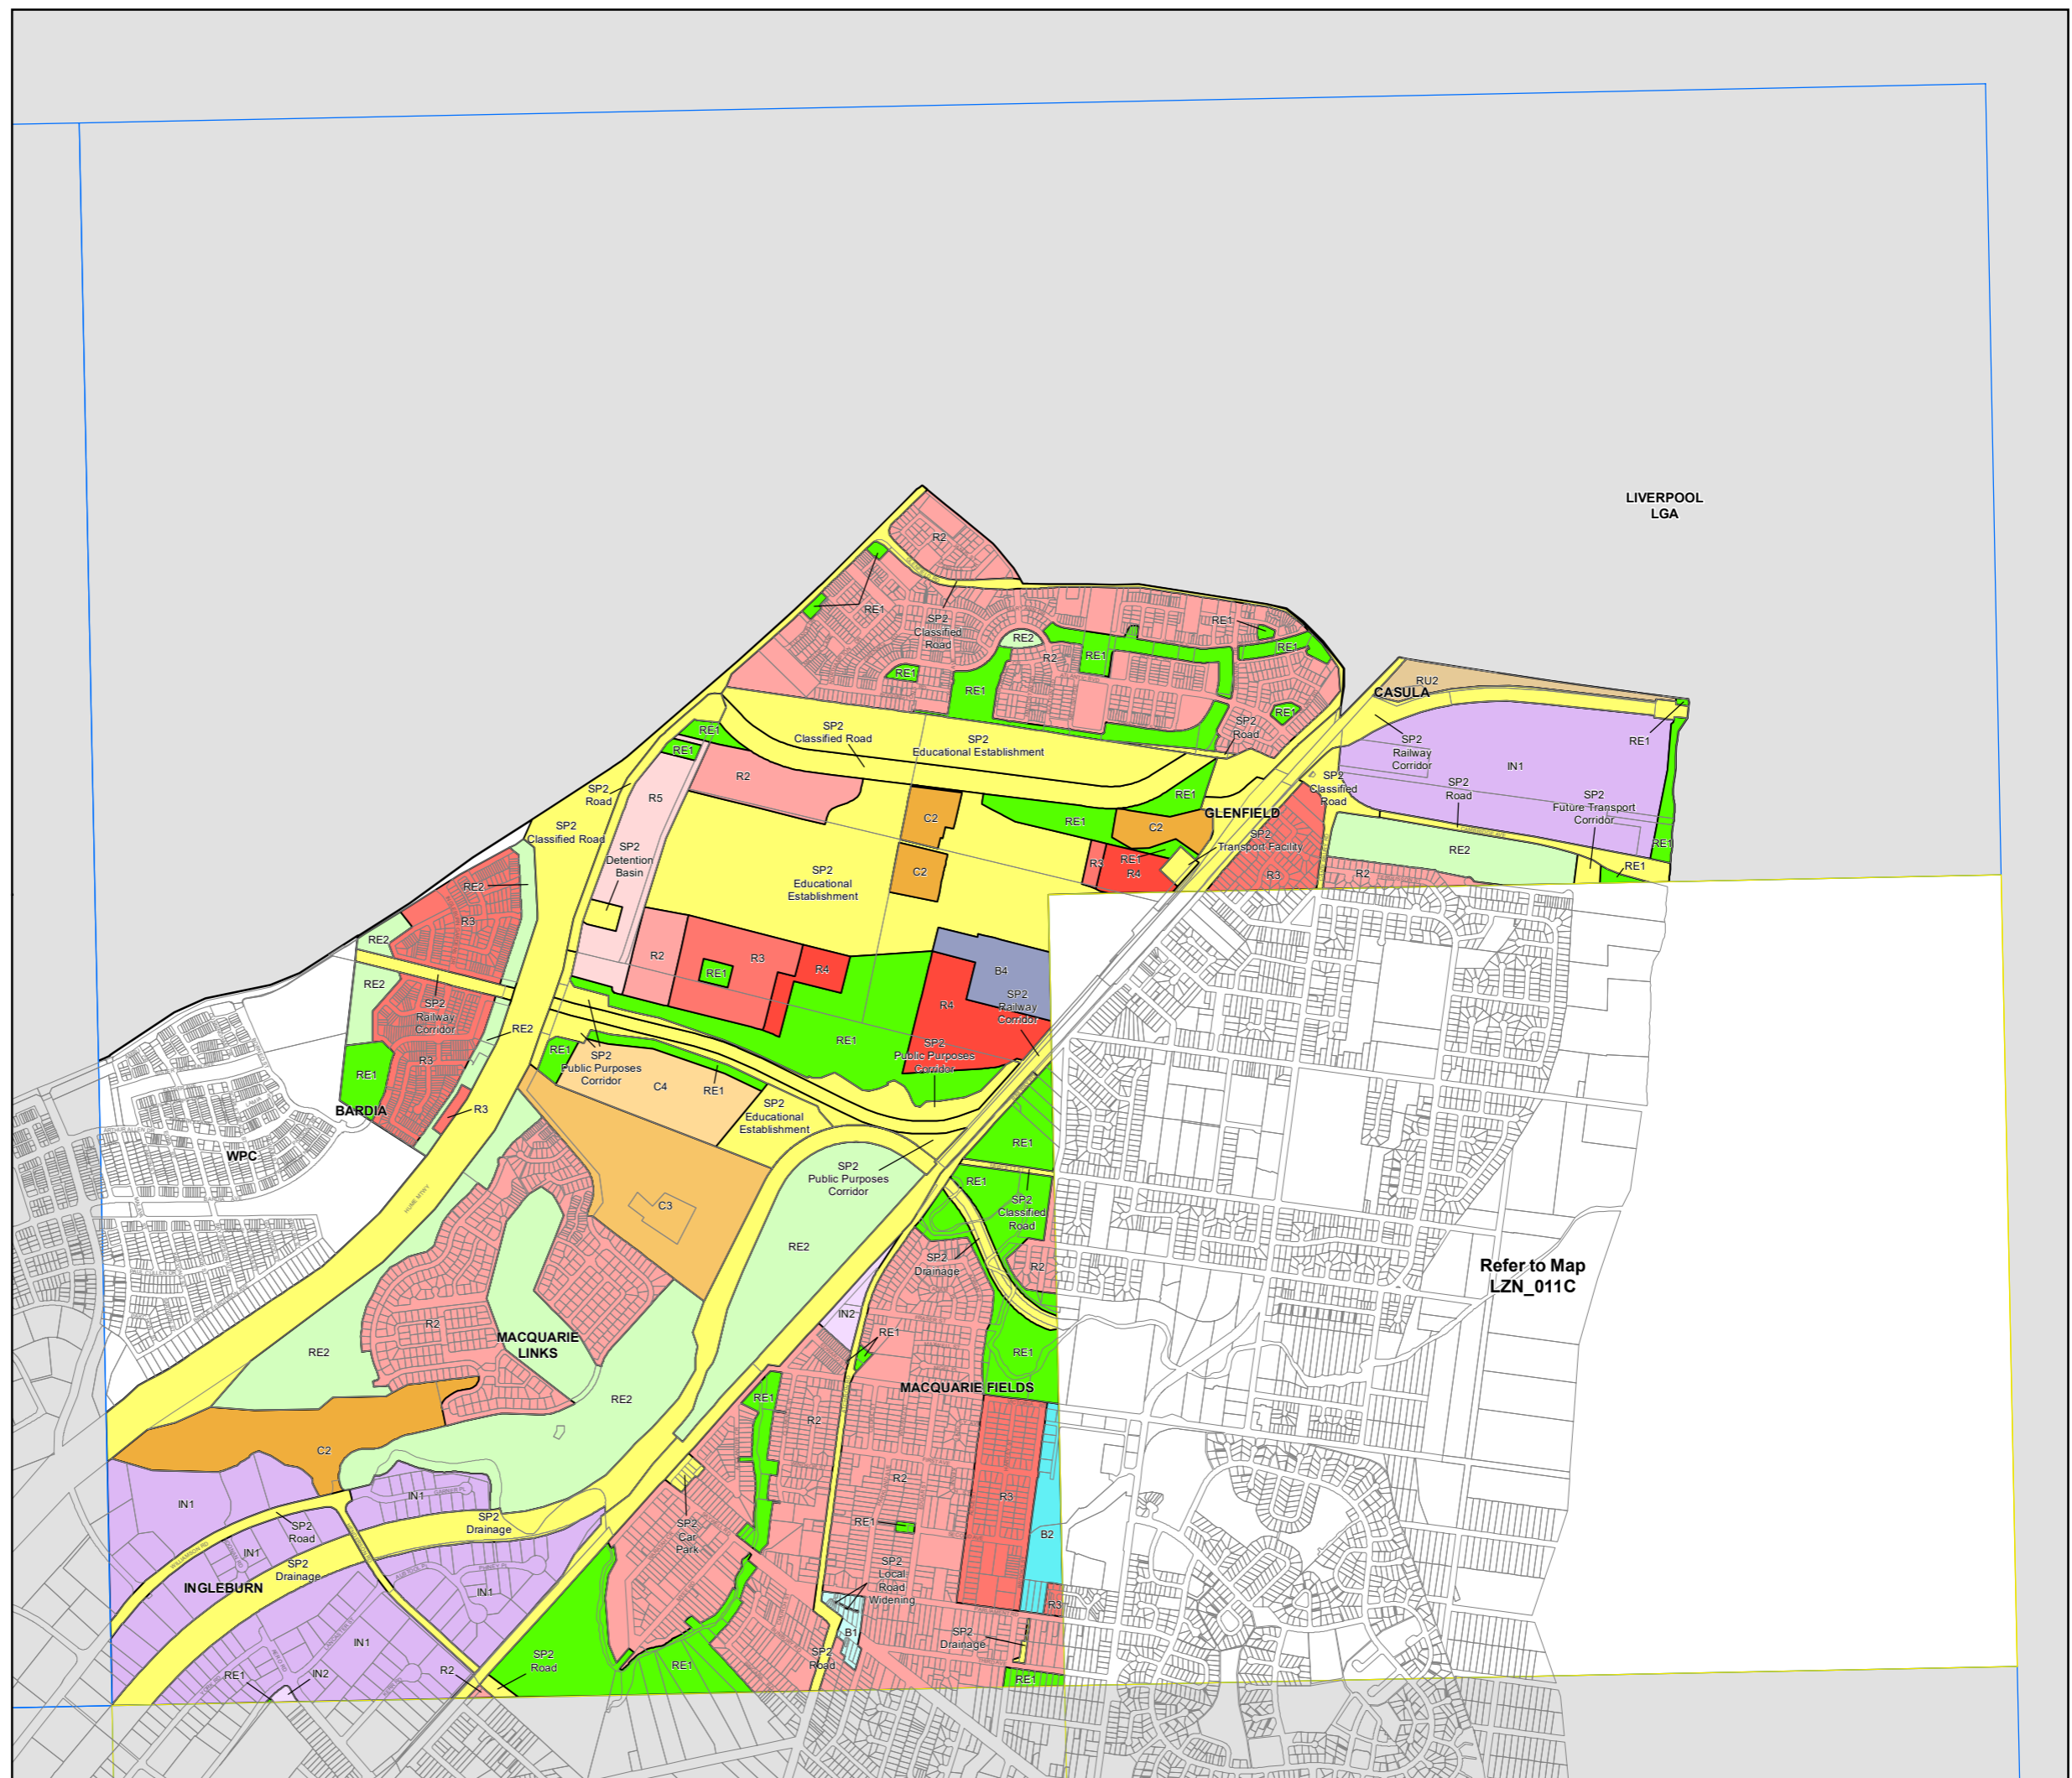 LIVERPOOL
LGA
R2
RE1
SP2
Classified
Road
RE2
R2
RE1
RE1
RE1
RE1
RE1
RE1
SP2
Road
RU2
CASULA
SP2
Railway
Corridor
RE1
IN1
SP2
Road
SP2
Future Transport
Corridor
RE1
RE1
RE2
R2
SP2
Classified
Road
RE1
RE1
SP2
Classified Road
SP2
Educational Establishment
R2
R5
SP2
Road
SP2
Classified Road
SP2
Detention
Basin
C2
C2
RE1
RE1
C2
GLENFIELD
SP2
Transport Facility
R3
RE1
R4
R3
SP2
Educational
Establishment
RE2
R3
RE2
RE2
SP2
Railway
Corridor
R3
RE1
RE2
R3
BARDIA
WPC
R2
R3
RE1
R4
B4
R4
SP2
Railway
Corridor
RE1
SP2
Public Purposes
Corridor
RE1
SP2
Public Purposes
Corridor
C4
RE1
SP2
Educational
Establishment
RE1
RE1
SP2
Classified
Road
SP2
Public Purposes
Corridor
C3
RE2
SP2
Drainage
R2
HUME MTWY
IN2
RE1
RE1
R2
MACQUARIE
LINKS
RE2
RE2
MACQUARIE FIELDS
RE1
R2
C2
R2
R3
B2
IN1
IN1
SP2
Drainage
SP2
Road
IN1
SP2
Drainage
WILLIAMSON RD
INGLEBURN
IN1
IN1
SP2
Car
Park
RE1
SP2
Local
Road
Widening
R3
B1
SP2
Drainage
SP2
Road
RE1
IN2
R2
SP2
Road
RE1
RE1
Refer to Map
LZN_011C